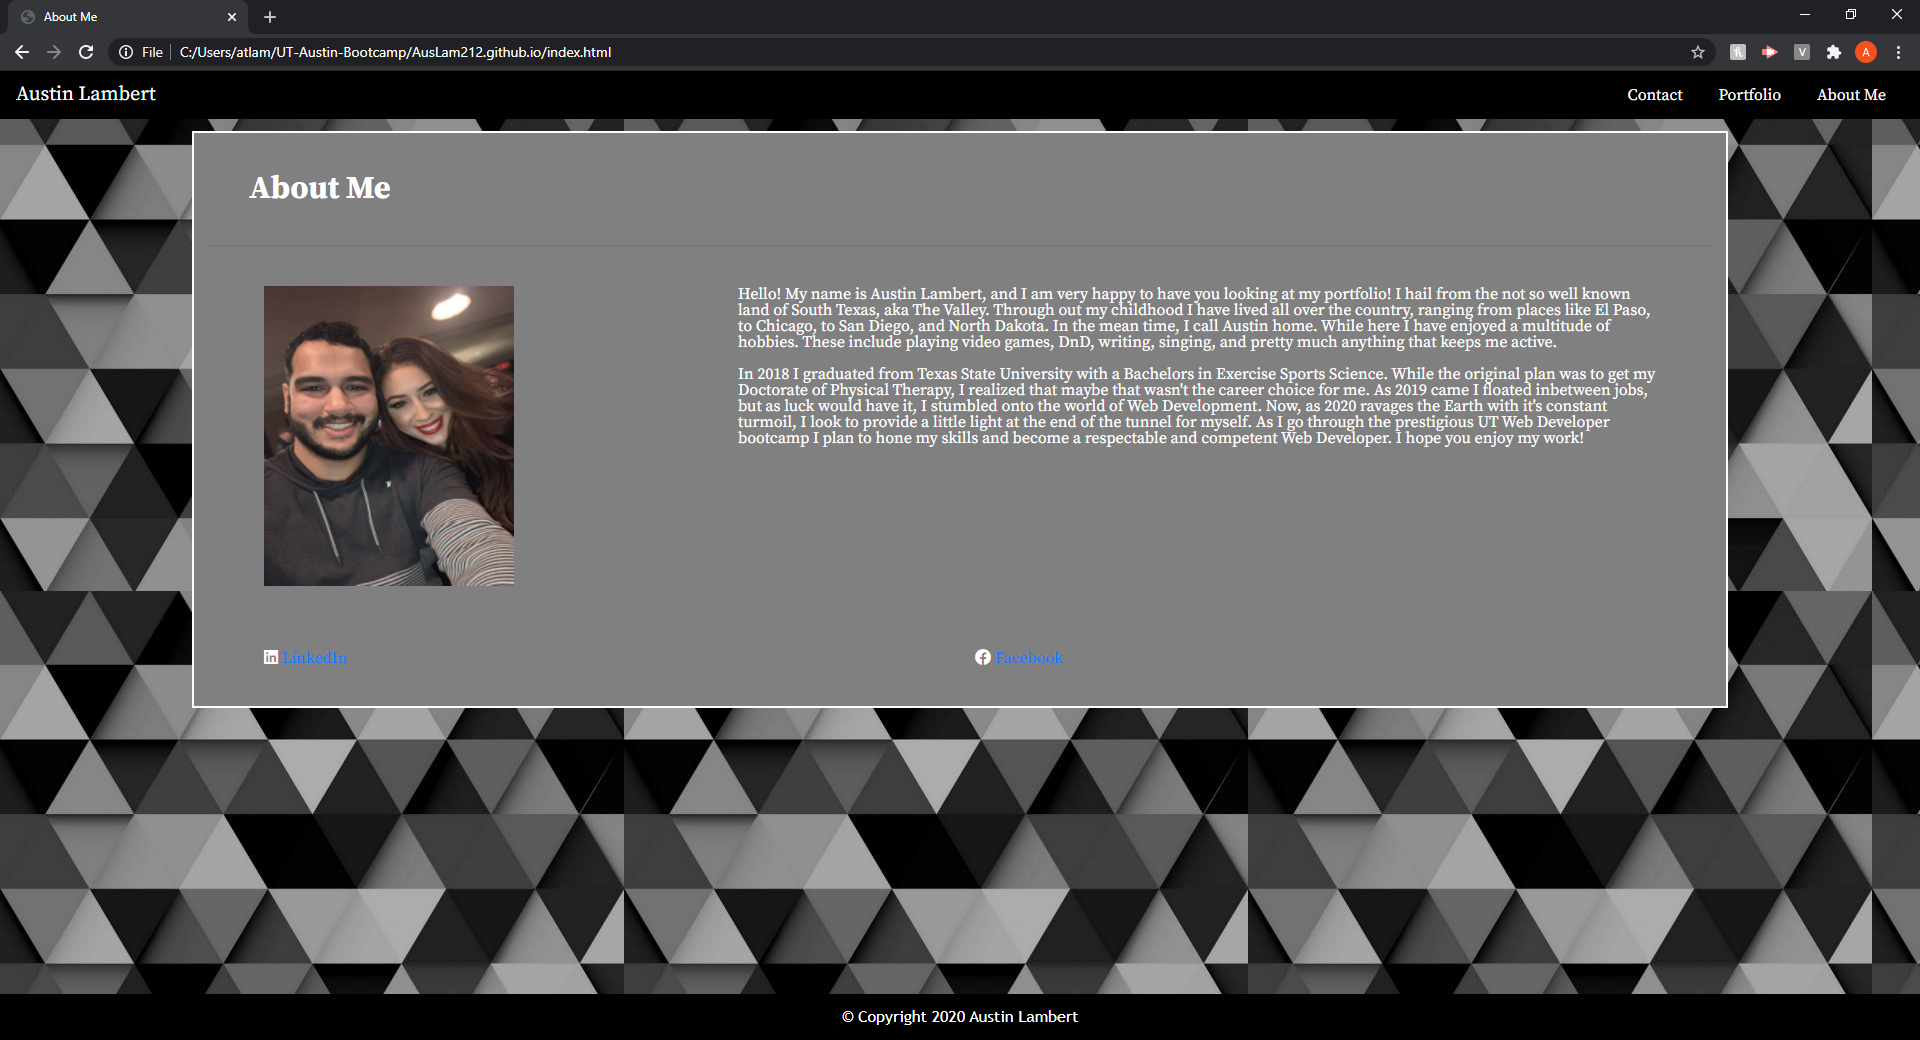 About Me
File
C:/Users/atlam/UT-Austin-Bootcamp/AusLam212.github.io/index.html
V
A
Austin Lambert
Contact
Portfolio
About Me
About Me
Hello! My name is Austin Lambert, and I am very happy to have you looking at my portfolio! I hail from the not so well known
land of South Texas, aka The Valley. Through out my childhood I have lived all over the country, ranging from places like El Paso,
to Chicago, to San Diego, and North Dakota. In the mean time, I call Austin home. While here I have enjoyed a multitude of
hobbies. These include playing video games, DnD, writing, singing, and pretty much anything that keeps me active.
In 2018 I graduated from Texas State University with a Bachelors in Exercise Sports Science. While the original plan was to get my
Doctorate of Physical Therapy, I realized that maybe that wasn't the career choice for me. As 2019 came I floated inbetween jobs,
but as luck would have it, I stumbled onto the world of Web Development. Now, as 2020 ravages the Earth with it's constant
turmoil, I look to provide a little light at the end of the tunnel for myself. As I go through the prestigious UT Web Developer
bootcamp I plan to hone my skills and become a respectable and competent Web Developer. I hope you enjoy my work!
in LinkedIn
Facebook
© Copyright 2020 Austin Lambert